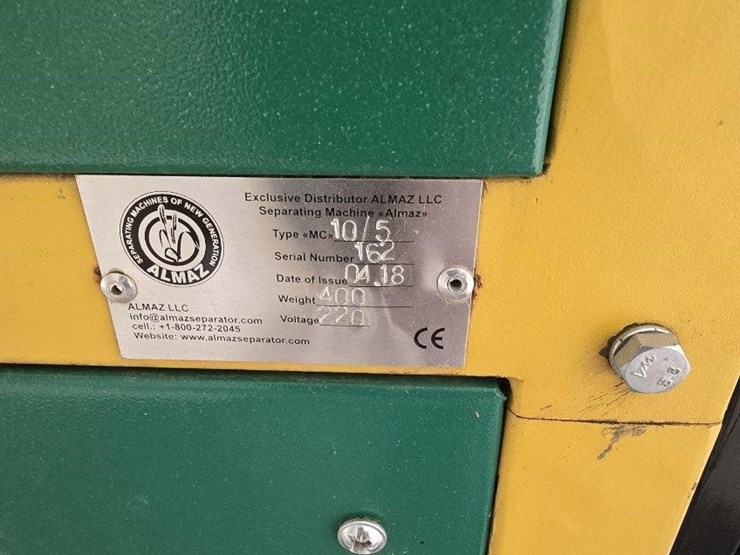 SEPARATING MACHINES OF NEW GENERATION
ALMAZ
Exclusive Distributor ALMAZ LLC
Separating Machine «Almaz»
Type «MC» 10/5
Serial Number 162
Date of Issue 04.18
Weight 400
Voltage 220
ALMAZ LLC
info@almazseparator.com
cell.: +1-800-272-2045
Website: www.almazseparator.com
CE
8.8